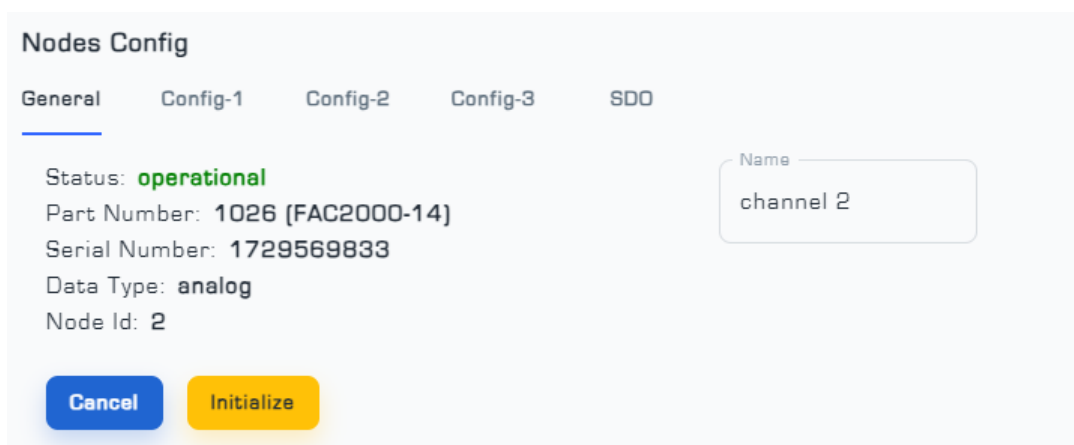 Nodes Config
General Config-1 Config-2 Config-3 SDO
Status: operational
Part Number: 1026 (FAC2000-14)
Serial Number: 1729569833
Data Type: analog
Node Id: 2
Name
channel 2
Cancel Initialize